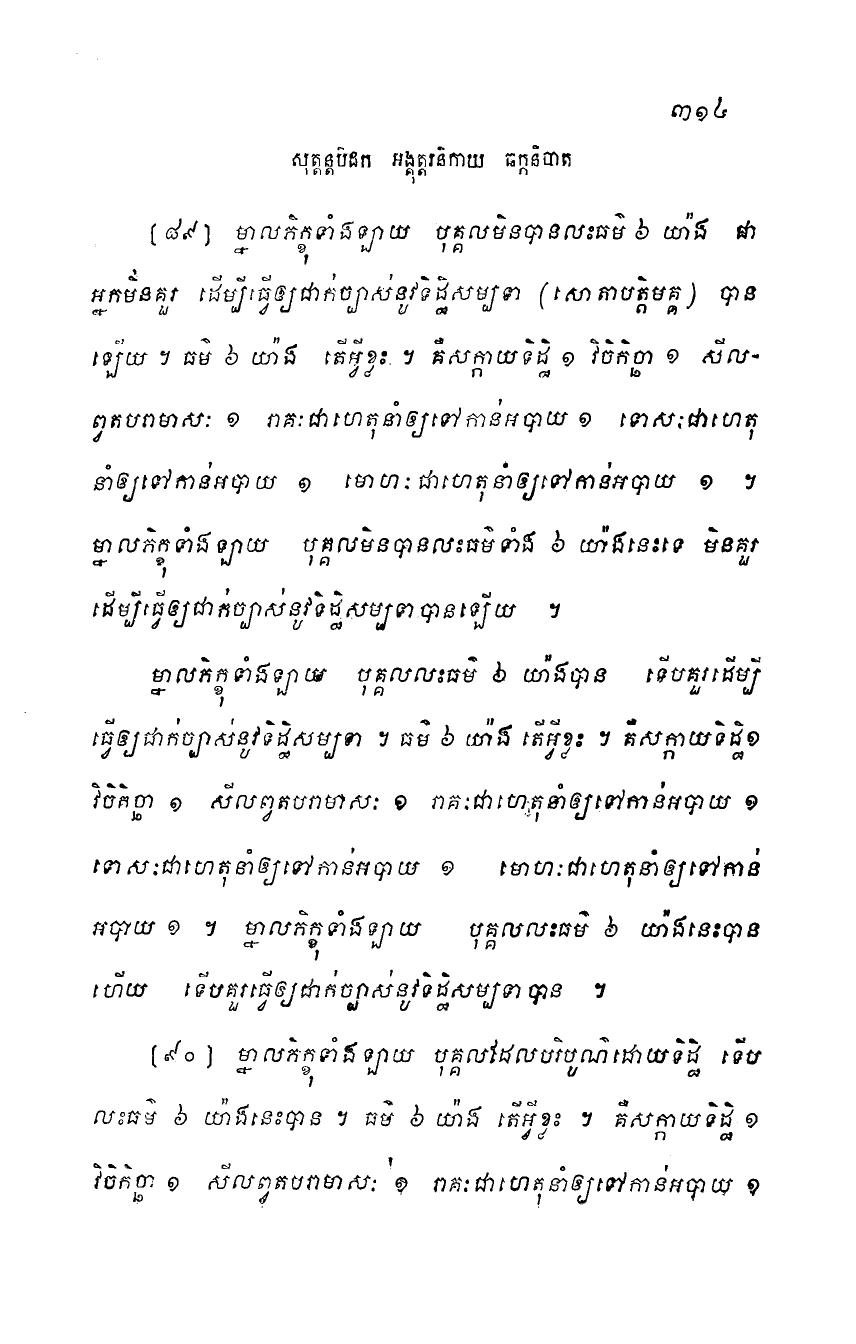 ៣១៤
សុត្តន្តបិដក អង្គុត្តរនិកាយ ឆក្កនិបាត
[៨៩] ម្នាលភិក្ខុទាំងឡាយ បុគ្គលមិនបានលះធម៌ ៦ យ៉ាង ជា
អ្នកមិនគួរ ដើម្បីធ្វើឲ្យជាក់ច្បាស់នូវទិដ្ឋិសម្បទា (សោតាបត្តិមគ្គ) បាន
ឡើយ ។ ធម៌ ៦ យ៉ាង តើអ្វីខ្លះ ។ គឺសក្កាយទិដ្ឋិ ១ វិចិកិច្ឆា ១ សីល-
ព្វតបរាមាសៈ ១ រាគៈជាហេតុនាំឲ្យទៅកាន់អបាយ ១ ទោសៈជាហេតុ
នាំឲ្យទៅកាន់អបាយ ១ មោហៈជាហេតុនាំឲ្យទៅកាន់អបាយ ១ ។
ម្នាលភិក្ខុទាំងឡាយ បុគ្គលមិនបានលះធម៌ទាំង ៦ យ៉ាងនេះទេ មិនគួរ
ដើម្បីធ្វើឲ្យជាក់ច្បាស់នូវទិដ្ឋិសម្បទាបានឡើយ ។
ម្នាលភិក្ខុទាំងឡាយ បុគ្គលលះធម៌ ៦ យ៉ាងបាន ទើបគួរដើម្បី
ធ្វើឲ្យជាក់ច្បាស់នូវទិដ្ឋិសម្បទា ។ ធម៌ ៦ យ៉ាង តើអ្វីខ្លះ ។ គឺសក្កាយទិដ្ឋិ ១
វិចិកិច្ឆា ១ សីលព្វតបរាមាសៈ ១ រាគៈជាហេតុនាំឲ្យទៅកាន់អបាយ ១
ទោសៈជាហេតុនាំឲ្យទៅកាន់អបាយ ១ មោហៈជាហេតុនាំឲ្យទៅកាន់
អបាយ ១ ។ ម្នាលភិក្ខុទាំងឡាយ បុគ្គលលះធម៌ ៦ យ៉ាងនេះបាន
ហើយ ទើបគួរធ្វើឲ្យជាក់ច្បាស់នូវទិដ្ឋិសម្បទាបាន ។
[៩០] ម្នាលភិក្ខុទាំងឡាយ បុគ្គលដែលបរិបូណ៌ដោយទិដ្ឋិ ទើប
លះធម៌ ៦ យ៉ាងនេះបាន ។ ធម៌ ៦ យ៉ាង តើអ្វីខ្លះ ។ គឺសក្កាយទិដ្ឋិ ១
វិចិកិច្ឆា ១ សីលព្វតបរាមាសៈ ១ រាគៈជាហេតុនាំឲ្យទៅកាន់អបាយ ១